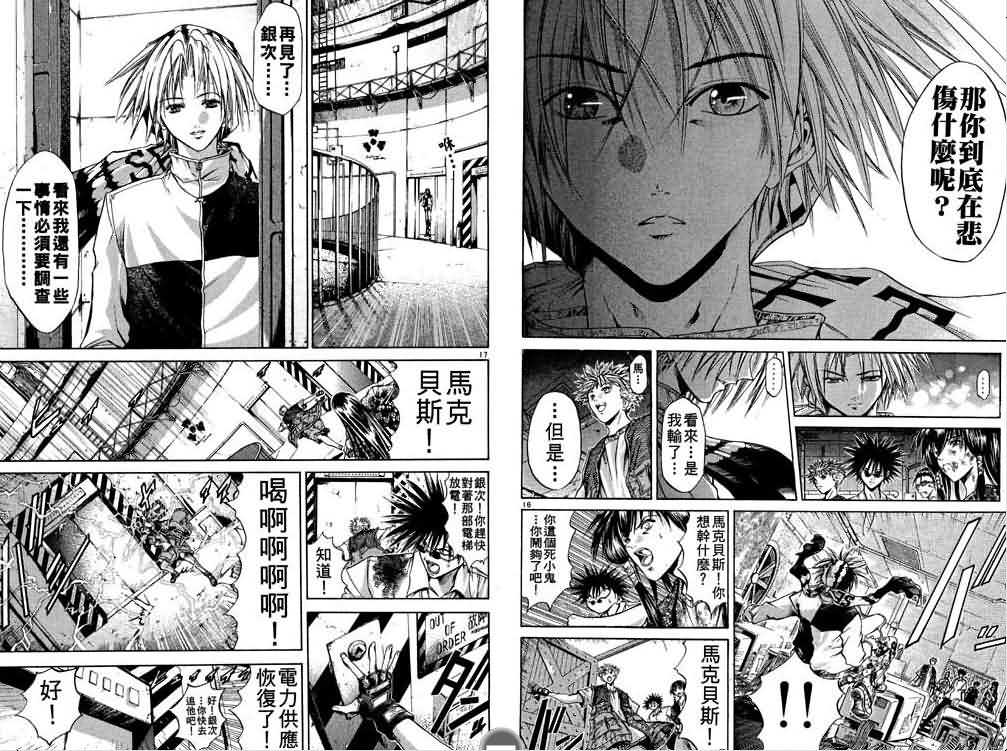 那你到底在悲
傷什麼呢？
……
……
看來…是
我輸了…
馬…
…但是…
16
馬克貝斯！你
想幹什麼？
你這個死小鬼
…你鬧夠了吧！
！！
馬克貝斯！
咻…
再見了…
銀次……
看來我還有一些
事情必須要調查
一下…………
17
馬克
貝斯！
銀次！你趕快
對著那部電梯
放電！
知道！
喝啊啊啊啊！
OUT
OF
ORDER
故障
電力供應
恢復了！
好！銀次
…你快去
追他吧！
好！